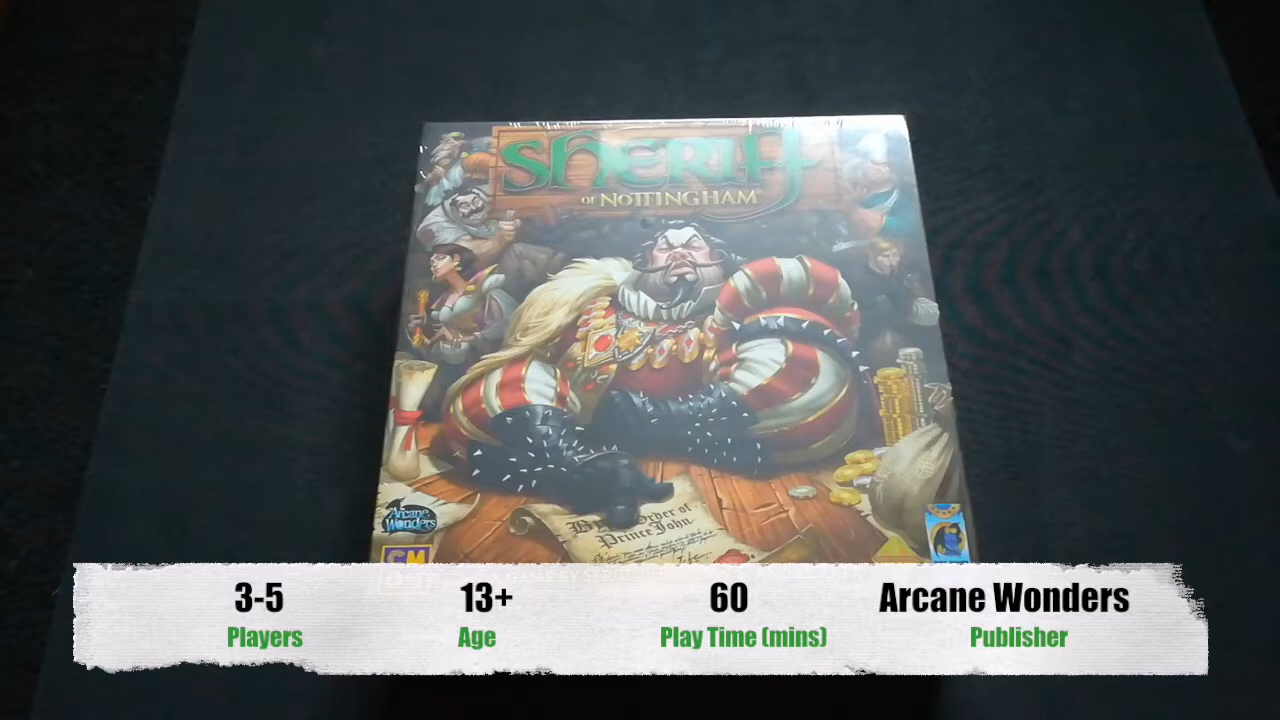 SHERIFF
OF NOTTINGHAM
By Order of
Prince John
Arcane
Wonders
GM
3-5
Players
13+
Age
60
Play Time (mins)
Arcane Wonders
Publisher